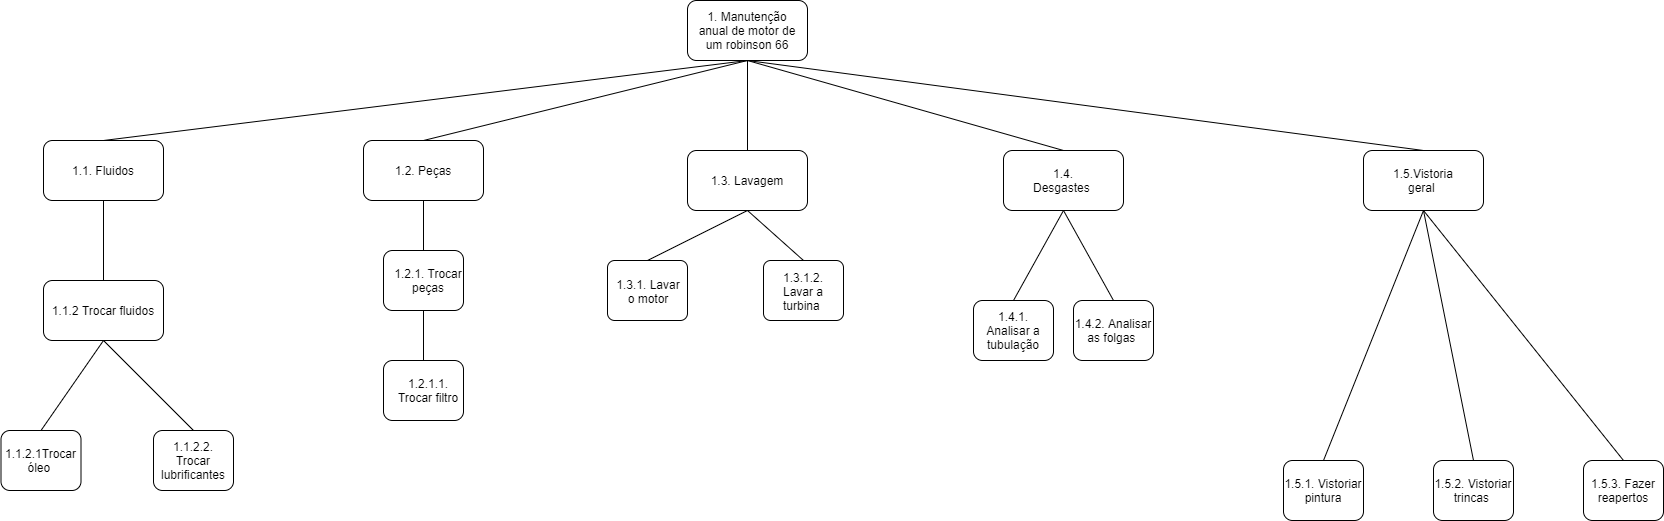 1. Manutenção
anual de motor de
um robinson 66
1.1. Fluidos
1.2. Peças
1.3. Lavagem
1.4.
Desgastes
1.5.Vistoria
geral
1.2.1. Trocar
peças
1.3.1. Lavar
o motor
1.3.1.2.
Lavar a
turbina
1.1.2 Trocar fluidos
1.4.1.
Analisar a
tubulação
1.4.2. Analisar
as folgas
1.2.1.1.
Trocar filtro
1.1.2.1Trocar
óleo
1.1.2.2.
Trocar
lubrificantes
1.5.1. Vistoriar
pintura
1.5.2. Vistoriar
trincas
1.5.3. Fazer
reapertos